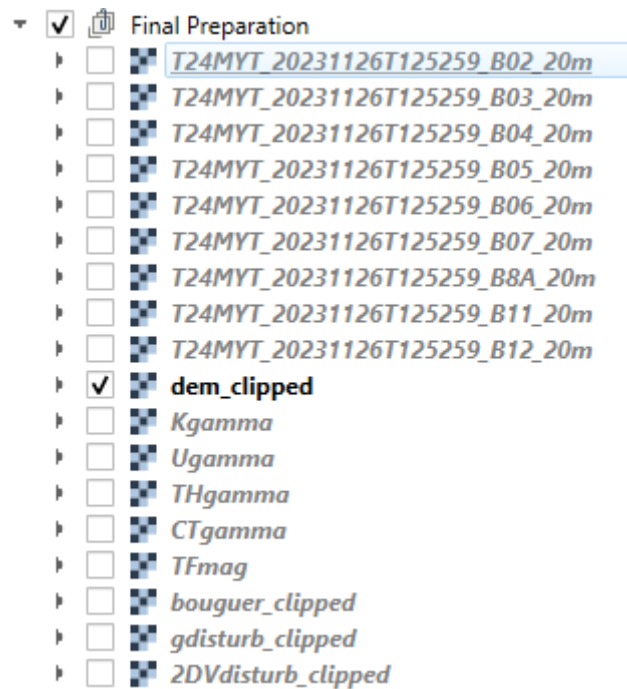 Final Preparation
T24MYT_20231126T125259_B02_20m
T24MYT_20231126T125259_B03_20m
T24MYT_20231126T125259_B04_20m
T24MYT_20231126T125259_B05_20m
T24MYT_20231126T125259_B06_20m
T24MYT_20231126T125259_B07_20m
T24MYT_20231126T125259_B8A_20m
T24MYT_20231126T125259_B11_20m
T24MYT_20231126T125259_B12_20m
dem_clipped
Kgamma
Ugamma
THgamma
CTgamma
TFmag
bouguer_clipped
gdisturb_clipped
2DVdisturb_clipped